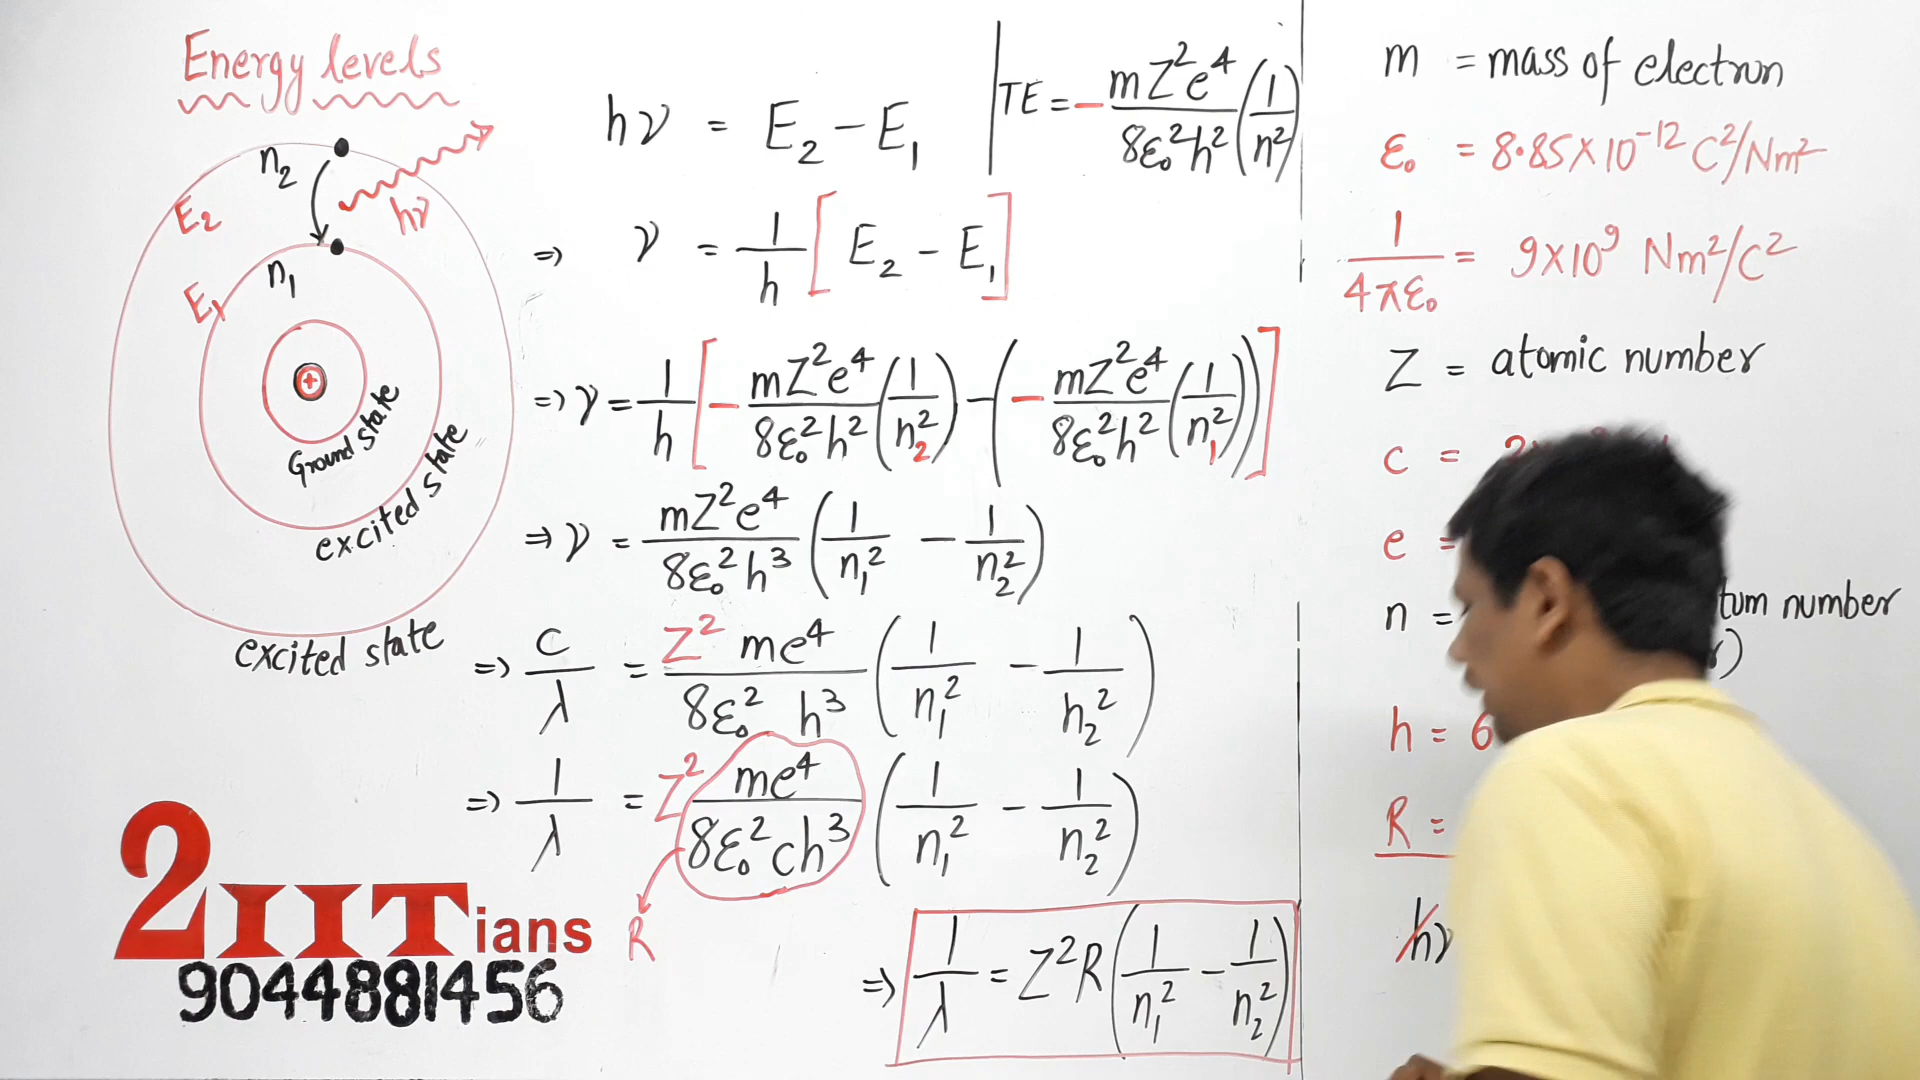 Energy levels
n₂
E₂
hν
n₁
E₁
Ground state
excited state
excited state
hν = E₂ − E₁
TE = − mZ²e⁴/8ε₀²h² (1/n²)
⇒ ν = 1/h [E₂ − E₁]
⇒ ν = 1/h [− mZ²e⁴/8ε₀²h² (1/n₂²) − (− mZ²e⁴/8ε₀²h² (1/n₁²))]
⇒ ν = mZ²e⁴/8ε₀²h³ (1/n₁² − 1/n₂²)
⇒ c/λ = Z² me⁴/8ε₀² h³ (1/n₁² − 1/n₂²)
⇒ 1/λ = Z² me⁴/8ε₀²ch³ (1/n₁² − 1/n₂²)
R
⇒ 1/λ = Z²R (1/n₁² − 1/n₂²)
2IITians
9044881456
m = mass of electron
ε₀ = 8.85×10⁻¹² C²/Nm²
1/4πε₀ = 9×10⁹ Nm²/C²
Z = atomic number
c =
e =
n = number
h = 6
R =
hν